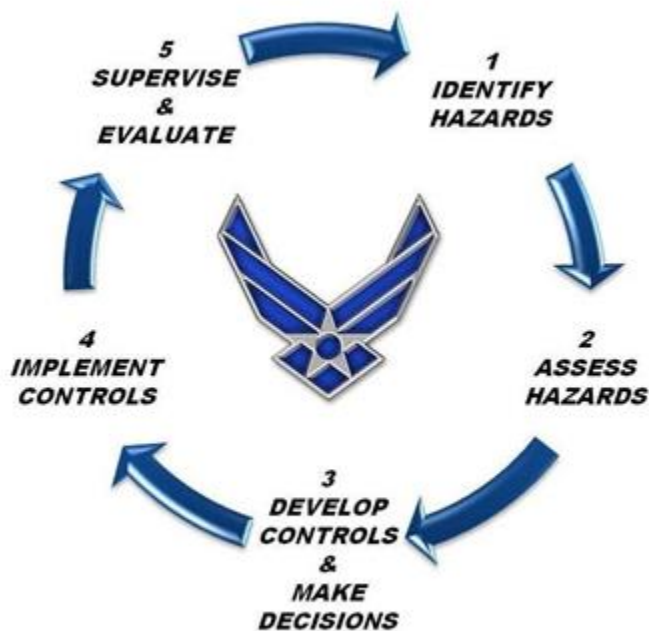 1
IDENTIFY
HAZARDS
2
ASSESS
HAZARDS
3
DEVELOP
CONTROLS
&
MAKE
DECISIONS
4
IMPLEMENT
CONTROLS
5
SUPERVISE
&
EVALUATE